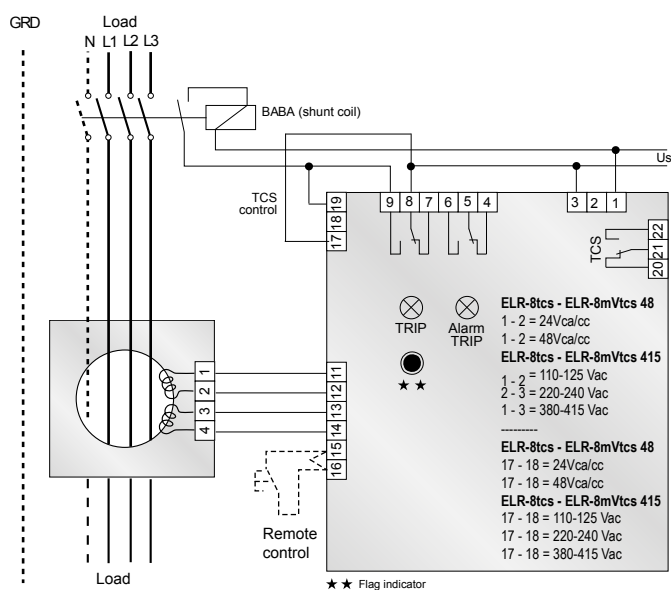 GRD
Load
N L1 L2 L3
BABA (shunt coil)
Us
TCS
control
19
18
17
9 8 7 6 5 4
3 2 1
22
21
20
TCS
TRIP
Alarm
TRIP
★ ★
ELR-8tcs - ELR-8mVtcs 48
1 - 2 = 24Vca/cc
1 - 2 = 48Vca/cc
ELR-8tcs - ELR-8mVtcs 415
1 - 2 = 110-125 Vac
2 - 3 = 220-240 Vac
1 - 3 = 380-415 Vac
---------
ELR-8tcs - ELR-8mVtcs 48
17 - 18 = 24Vca/cc
17 - 18 = 48Vca/cc
ELR-8tcs - ELR-8mVtcs 415
17 - 18 = 110-125 Vac
17 - 18 = 220-240 Vac
17 - 18 = 380-415 Vac
1
2
3
4
11
12
13
14
15
16
Remote
control
Load
★ ★ Flag indicator